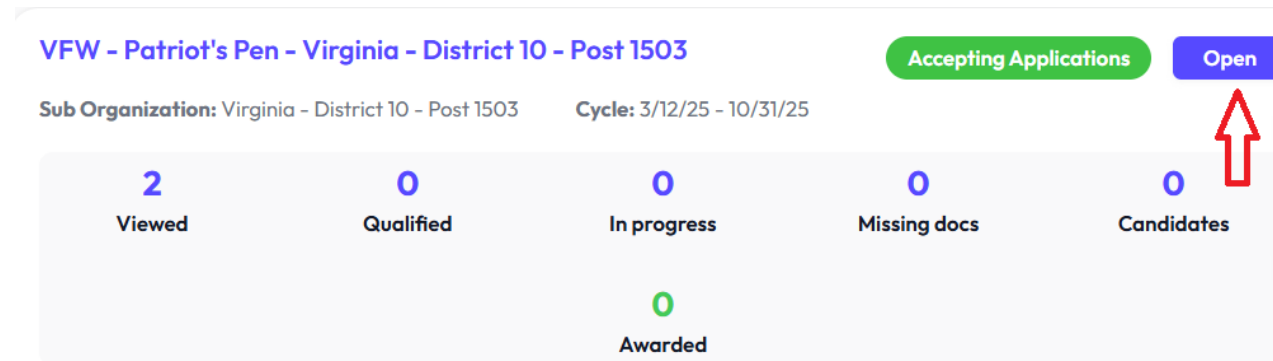 VFW - Patriot's Pen - Virginia - District 10 - Post 1503
Accepting Applications
Open
Sub Organization: Virginia - District 10 - Post 1503 Cycle: 3/12/25 - 10/31/25
2 0 0 0 0
Viewed Qualified In progress Missing docs Candidates
0
Awarded